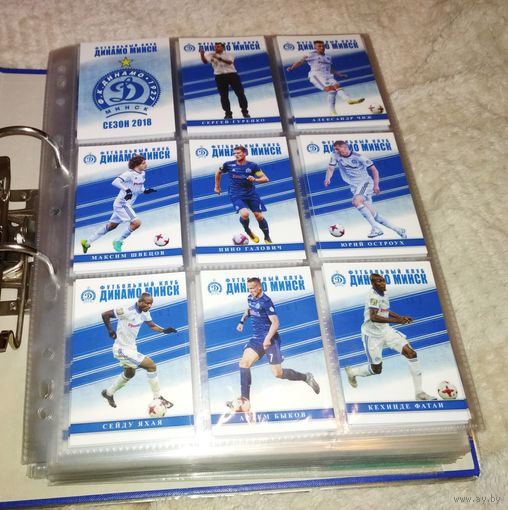 ФУТБОЛЬНЫЙ КЛУБ
ДИНАМО МИНСК
Ф.К. ДИНАМО · 1927
Д
МИНСК
СЕЗОН 2018
ФУТБОЛЬНЫЙ КЛУБ
ДИНАМО МИНСК
СЕРГЕЙ ГУРЕНКО
ФУТБОЛЬНЫЙ КЛУБ
ДИНАМО МИНСК
АЛЕКСАНДР ЧИЖ
ФУТБОЛЬНЫЙ КЛУБ
ДИНАМО МИНСК
МАКСИМ ШВЕЦОВ
ФУТБОЛЬНЫЙ КЛУБ
ДИНАМО МИНСК
НИНО ГАЛОВИЧ
ФУТБОЛЬНЫЙ КЛУБ
ДИНАМО МИНСК
ЮРИЙ ОСТРОУХ
ФУТБОЛЬНЫЙ КЛУБ
ДИНАМО МИНСК
СЕЙДУ ЯХАЯ
ФУТБОЛЬНЫЙ КЛУБ
ДИНАМО МИНСК
АРТЕМ БЫКОВ
ФУТБОЛЬНЫЙ КЛУБ
ДИНАМО МИНСК
КЕХИНДЕ ФАТАИ
www.ay.by